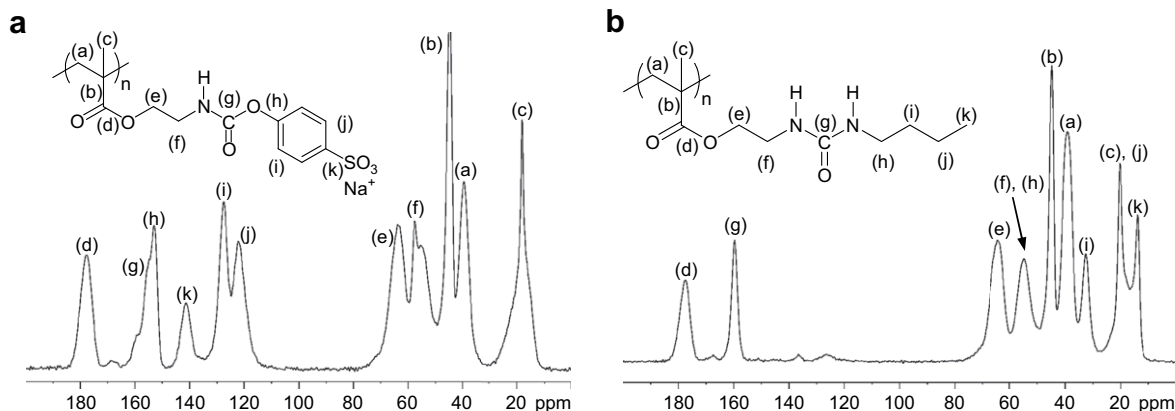 a
(a)
(c)
n
(b)
(e)
H
N
(g)
O
(h)
(j)
O
O
(d)
(f)
O
(i)
(k)
SO3
Na+
(b)
(c)
(d)
(g)
(h)
(k)
(i)
(j)
(e)
(f)
(a)
180 160 140 120 100 80 60 40 20 ppm
b
(a)
(c)
n
(b)
(e)
H
N
H
N
(i)
(k)
O
O
(d)
(f)
(g)
O
(h)
(j)
(b)
(a)
(c), (j)
(f), (h)
(k)
(g)
(e)
(d)
(i)
180 160 140 120 100 80 60 40 20 ppm